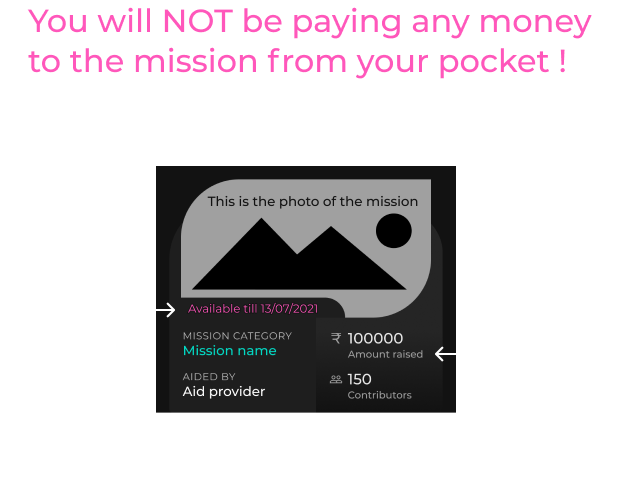 You will NOT be paying any money
to the mission from your pocket !
This is the photo of the mission
Available till 13/07/2021
MISSION CATEGORY
Mission name
AIDED BY
Aid provider
₹ 100000
Amount raised
150
Contributors